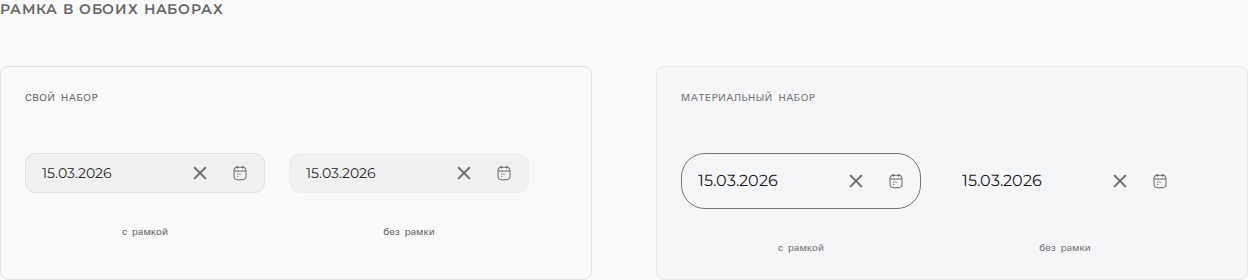 РАМКА В ОБОИХ НАБОРАХ
СВОЙ НАБОР
15.03.2026
15.03.2026
с рамкой
без рамки
МАТЕРИАЛЬНЫЙ НАБОР
15.03.2026
15.03.2026
с рамкой
без рамки